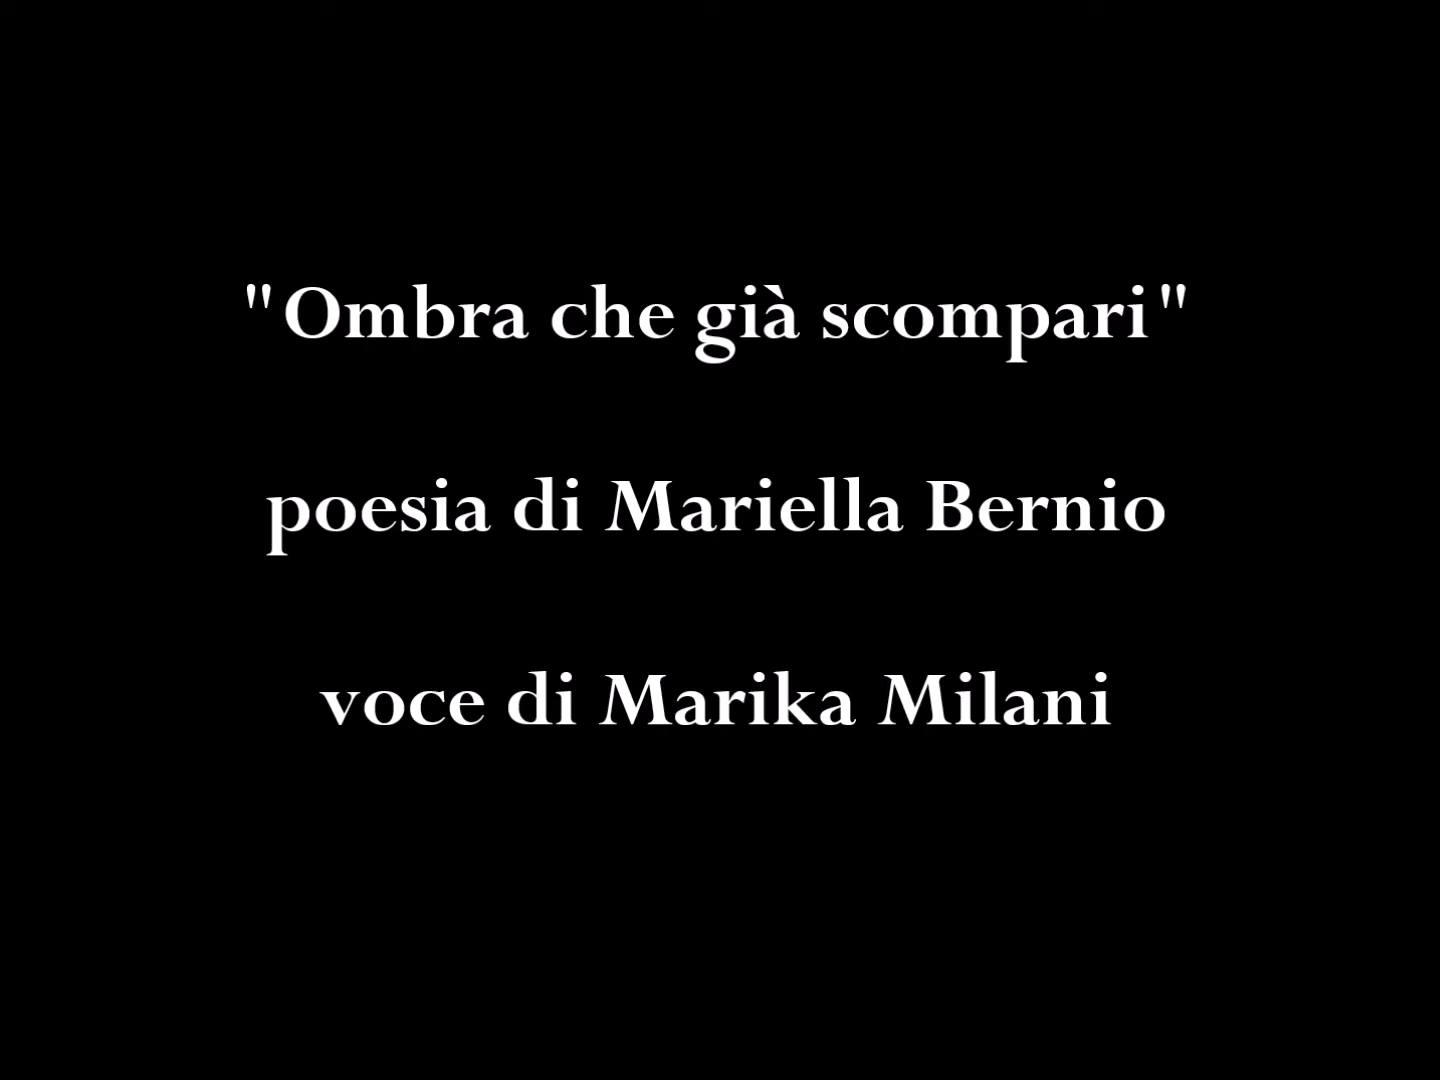 "Ombra che già scompari"
poesia di Mariella Bernio
voce di Marika Milani